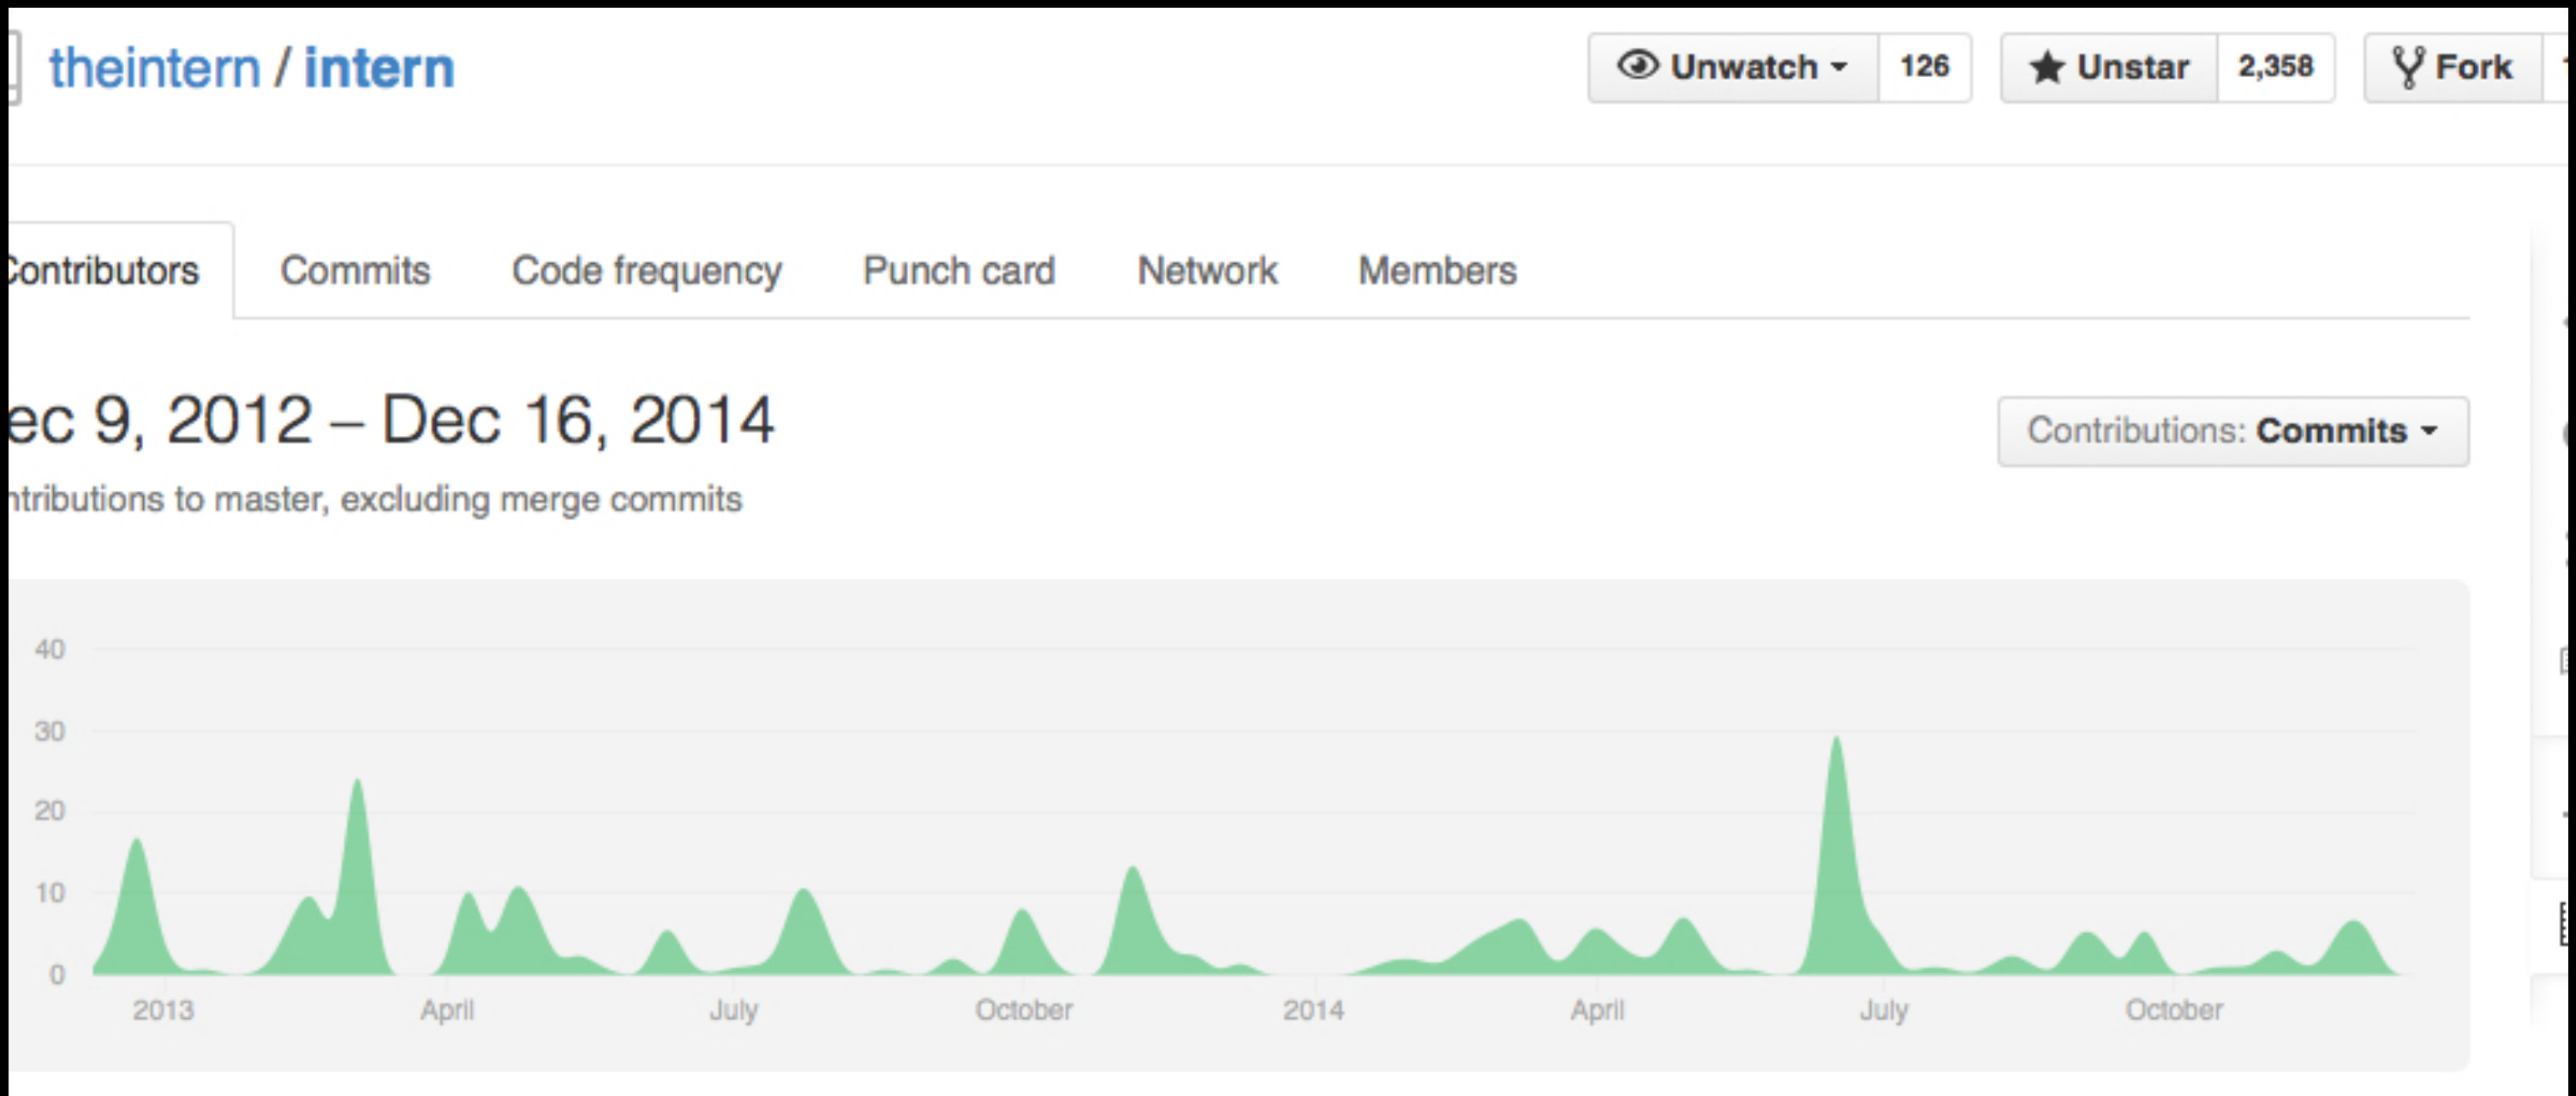 theintern / intern Unwatch 126 Unstar 2,358 Fork
Contributors Commits Code frequency Punch card Network Members
ec 9, 2012 – Dec 16, 2014
Contributions: Commits
ntributions to master, excluding merge commits
40
30
20
10
0
2013 April July October 2014 April July October